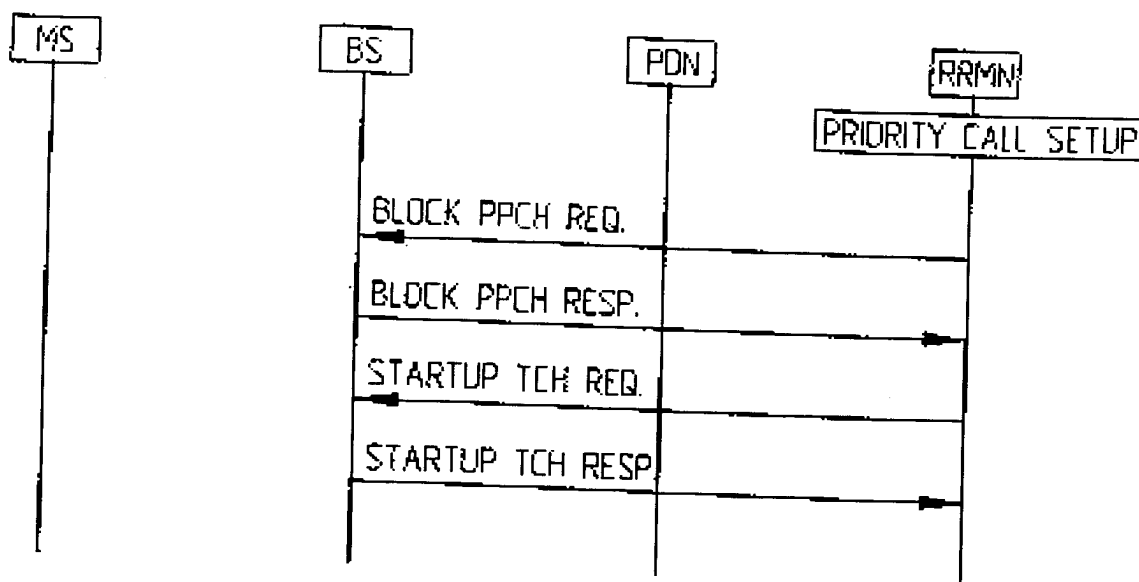 MS
BS
PDN
RRMN
PRIORITY CALL SETUP
BLOCK PPCH REQ.
BLOCK PPCH RESP.
STARTUP TCH REQ.
STARTUP TCH RESP